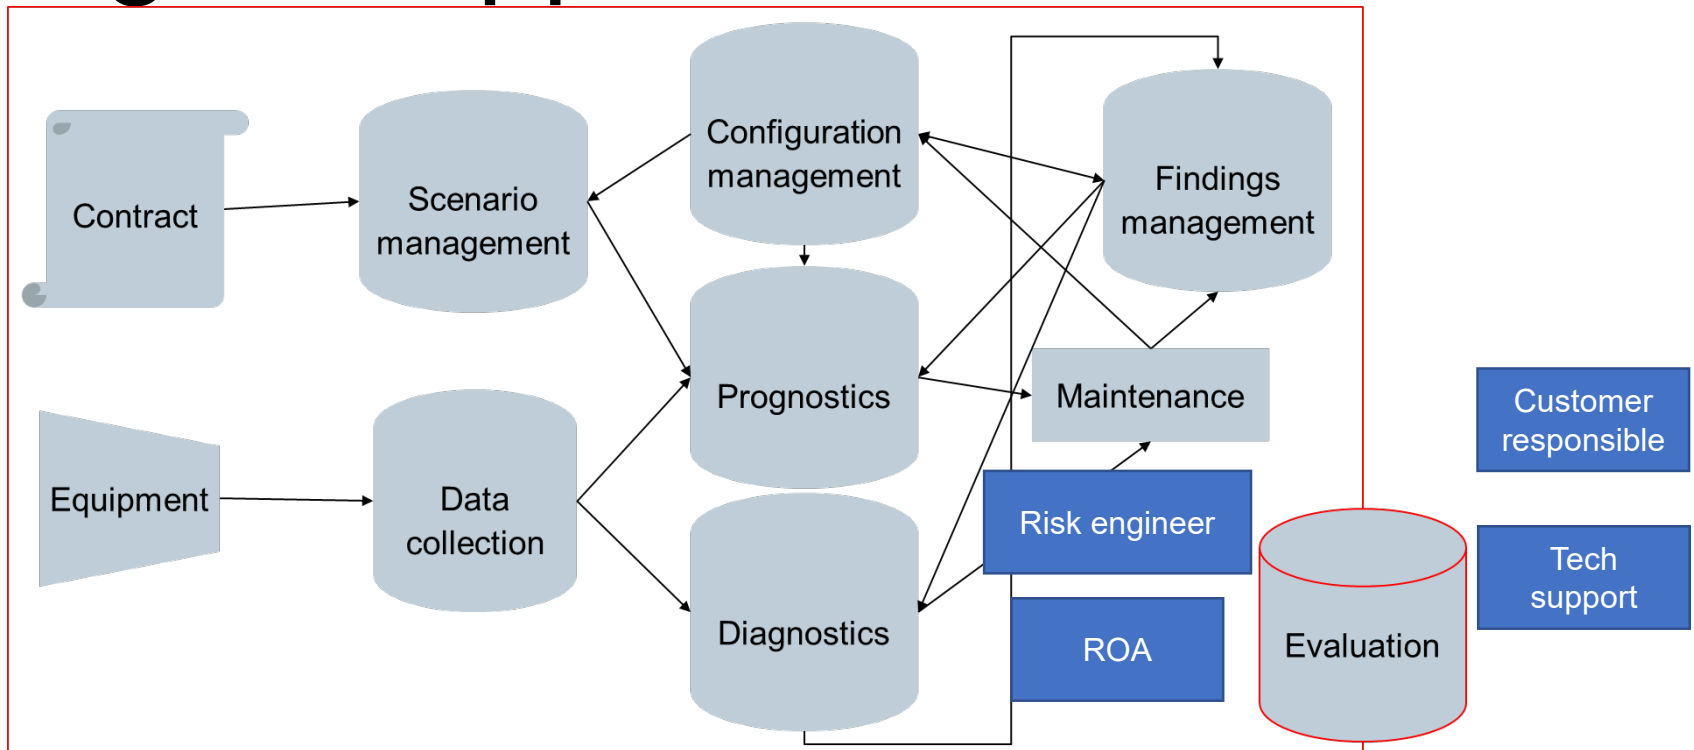 Contract
Scenario
management
Configuration
management
Findings
management
Prognostics
Maintenance
Customer
responsible
Equipment
Data
collection
Risk engineer
Tech
support
Diagnostics
ROA
Evaluation